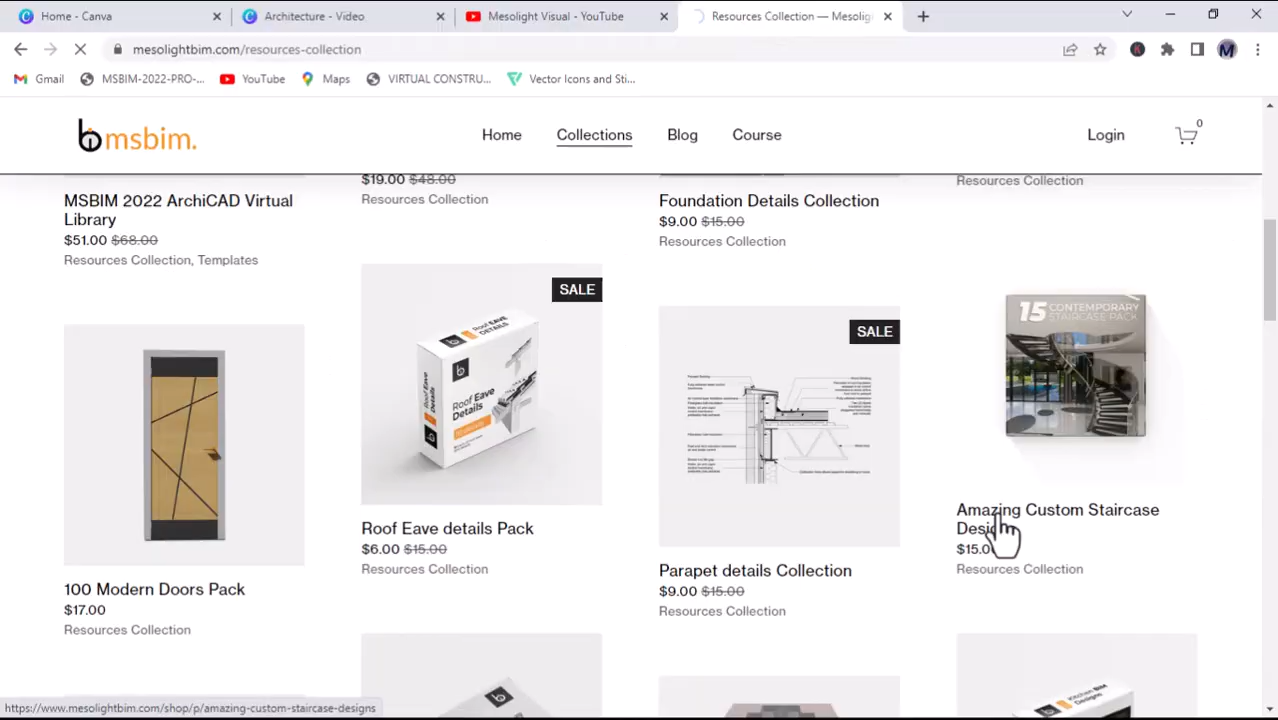 Home - Canva
Architecture - Video
Mesolight Visual - YouTube
Resources Collection — Mesoligh
mesolightbim.com/resources-collection
Gmail
MSBIM-2022-PRO-...
YouTube
Maps
VIRTUAL CONSTRU...
Vector Icons and Sti...
bmsbim.
Home
Collections
Blog
Course
Login
0
MSBIM 2022 ArchiCAD Virtual
Library
$51.00 $68.00
Resources Collection, Templates
$19.00 $48.00
Resources Collection
Foundation Details Collection
$9.00 $15.00
Resources Collection
Resources Collection
100 Modern Doors Pack
$17.00
Resources Collection
SALE
Roof Eave
Details
Roof Eave details Pack
$6.00 $15.00
Resources Collection
SALE
Parapet details Collection
$9.00 $15.00
Resources Collection
15 CONTEMPORARY
STAIRCASE PACK
Amazing Custom Staircase
Resources Collection
Kitchen BIM
Designs
https://www.mesolightbim.com/shop/p/amazing-custom-staircase-designs